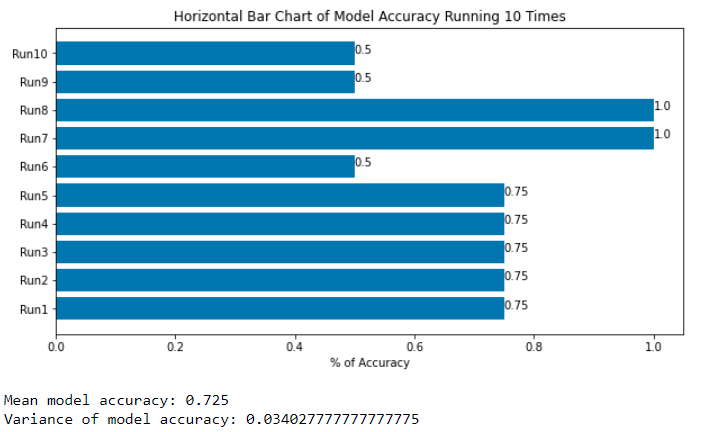 Horizontal Bar Chart of Model Accuracy Running 10 Times
Run10
0.5
Run9
0.5
Run8
1.0
Run7
1.0
Run6
0.5
Run5
0.75
Run4
0.75
Run3
0.75
Run2
0.75
Run1
0.75
0.0 0.2 0.4 0.6 0.8 1.0
% of Accuracy
Mean model accuracy: 0.725
Variance of model accuracy: 0.034027777777777775